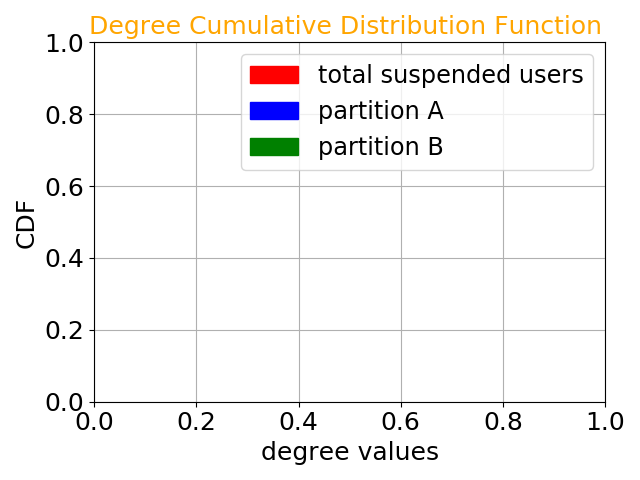 Degree Cumulative Distribution Function
total suspended users
partition A
partition B
CDF
1.0
0.8
0.6
0.4
0.2
0.0
0.0 0.2 0.4 0.6 0.8 1.0
degree values